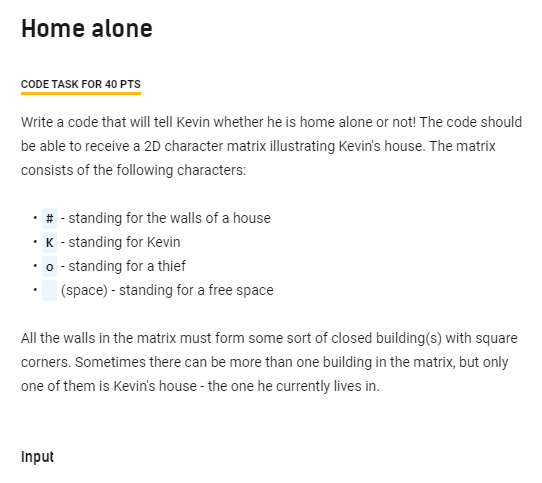 Home alone
CODE TASK FOR 40 PTS
Write a code that will tell Kevin whether he is home alone or not! The code should
be able to receive a 2D character matrix illustrating Kevin's house. The matrix
consists of the following characters:
• # - standing for the walls of a house
• K - standing for Kevin
• o - standing for a thief
• (space) - standing for a free space
All the walls in the matrix must form some sort of closed building(s) with square
corners. Sometimes there can be more than one building in the matrix, but only
one of them is Kevin's house - the one he currently lives in.
Input